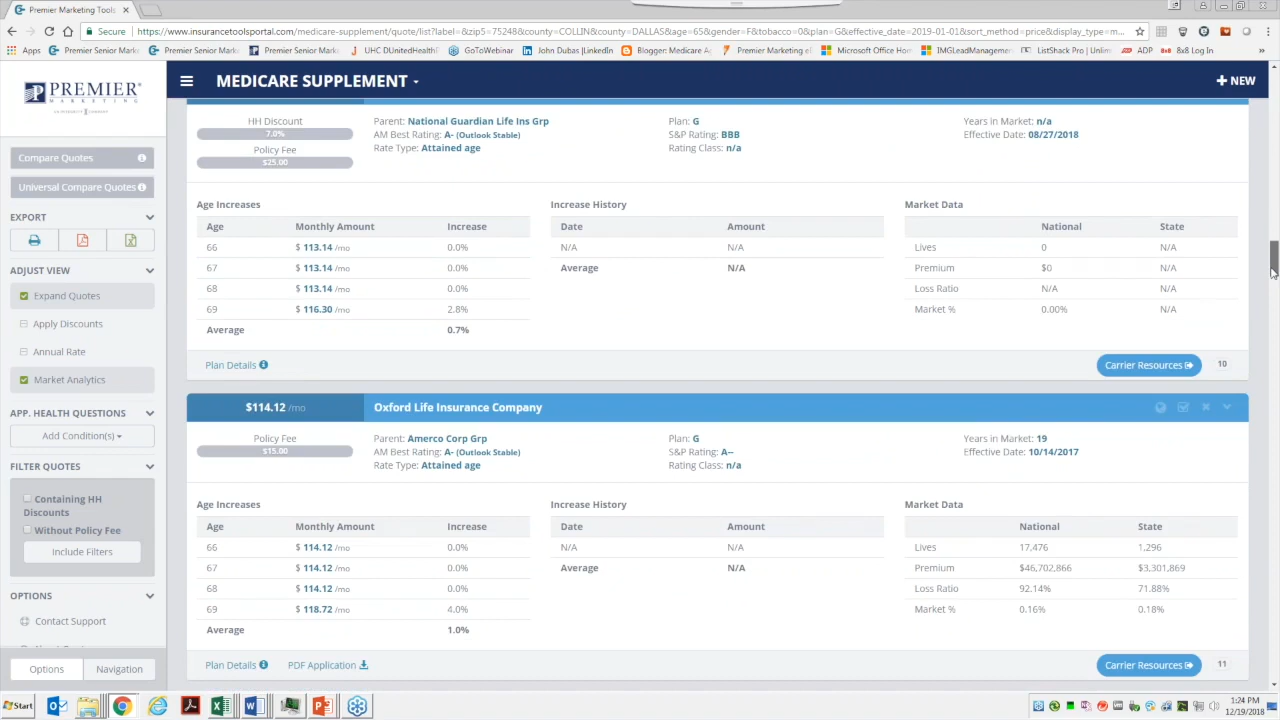 Premier Marketing Tools
Secure
https://www.insurancetoolsportal.com/medicare-supplement/quote/list?label=&zip5=75248&county=COLLIN&county=DALLAS&age=65&gender=F&tobacco=0&plan=G&effective_date=2019-01-01&sort_method=price&display_type=m...
Apps
Premier Senior Marke
Premier Senior Marke
Premier Senior Mark
UHC DUnitedHealth
GoToWebinar
John Dubas | LinkedIn
Blogger: Medicare
Premier Marketing e
Microsoft Office Hom
IMGLeadManagemen
ListShack Pro | Unlim
ADP
8x8 Log In
»
PREMIER
MARKETING
MEDICARE SUPPLEMENT
NEW
Compare Quotes
Universal Compare Quotes
EXPORT
ADJUST VIEW
Expand Quotes
Apply Discounts
Annual Rate
Market Analytics
APP. HEALTH QUESTIONS
Add Condition(s)
FILTER QUOTES
Containing HH
Discounts
Without Policy Fee
Include Filters
OPTIONS
Contact Support
Options
Navigation
HH Discount
7.0%
Policy Fee
$25.00
Parent: National Guardian Life Ins Grp
AM Best Rating: A- (Outlook Stable)
Rate Type: Attained age
Plan: G
S&P Rating: BBB
Rating Class: n/a
Years in Market: n/a
Effective Date: 08/27/2018
Age Increases
Age Monthly Amount Increase
66 $ 113.14 /mo 0.0%
67 $ 113.14 /mo 0.0%
68 $ 113.14 /mo 0.0%
69 $ 116.30 /mo 2.8%
Average 0.7%
Increase History
Date Amount
N/A N/A
Average N/A
Market Data
National State
Lives 0 N/A
Premium $0 N/A
Loss Ratio N/A N/A
Market % 0.00% N/A
Plan Details
Carrier Resources
10
$114.12 /mo
Oxford Life Insurance Company
Policy Fee
$15.00
Parent: Amerco Corp Grp
AM Best Rating: A- (Outlook Stable)
Rate Type: Attained age
Plan: G
S&P Rating: A--
Rating Class: n/a
Years in Market: 19
Effective Date: 10/14/2017
Age Increases
Age Monthly Amount Increase
66 $ 114.12 /mo 0.0%
67 $ 114.12 /mo 0.0%
68 $ 114.12 /mo 0.0%
69 $ 118.72 /mo 4.0%
Average 1.0%
Increase History
Date Amount
N/A N/A
Average N/A
Market Data
National State
Lives 17,476 1,296
Premium $46,702,866 $3,301,869
Loss Ratio 92.14% 71.88%
Market % 0.16% 0.18%
Plan Details
PDF Application
Carrier Resources
11
Start
1:24 PM
12/19/2018